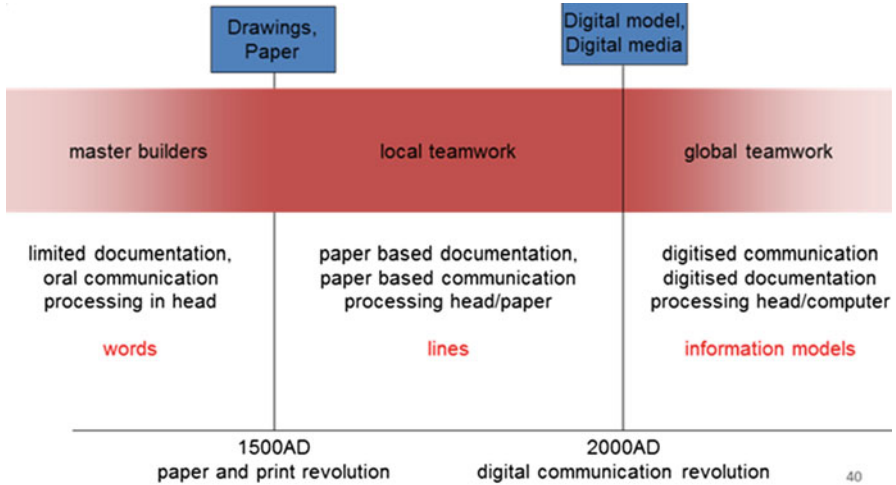 Drawings,
Paper
Digital model,
Digital media
master builders
local teamwork
global teamwork
limited documentation,
oral communication
processing in head
paper based documentation,
paper based communication
processing head/paper
digitised communication
digitised documentation
processing head/computer
words
lines
information models
1500AD
paper and print revolution
2000AD
digital communication revolution
40